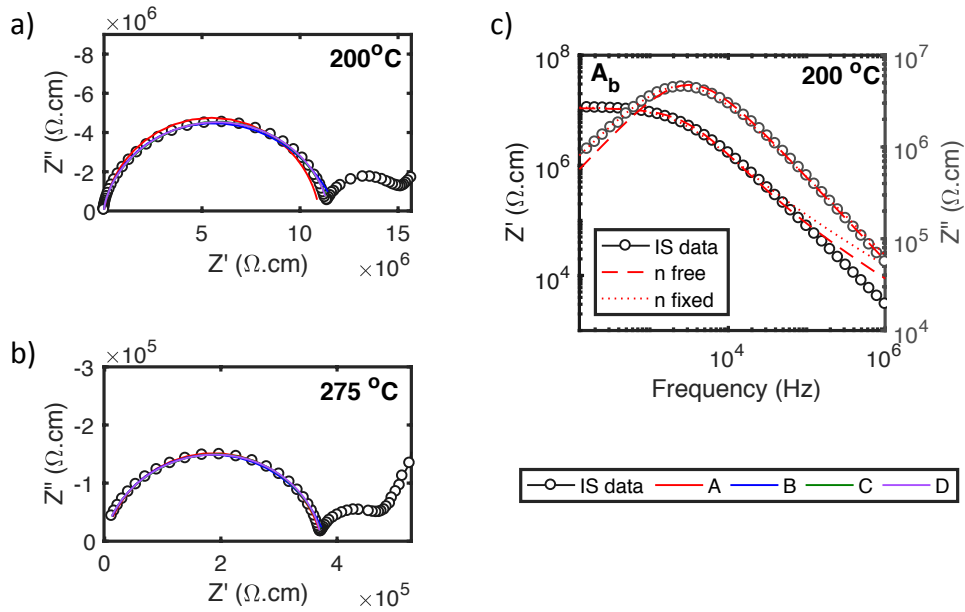 a)
×10⁶
200°C
-8
-6
-4
-2
0
Z'' (Ω.cm)
5
10
15
Z' (Ω.cm)
×10⁶
b)
×10⁵
275 °C
-3
-2
-1
0
Z'' (Ω.cm)
0
2
4
Z' (Ω.cm)
×10⁵
c)
A_b
200 °C
10⁸
10⁶
10⁴
Z' (Ω.cm)
10⁷
10⁶
10⁵
10⁴
Z'' (Ω.cm)
IS data
n free
n fixed
10⁴
10⁶
Frequency (Hz)
IS data A B C D